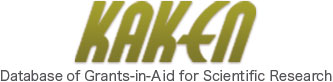 KAKEN
Database of Grants-in-Aid for Scientific Research